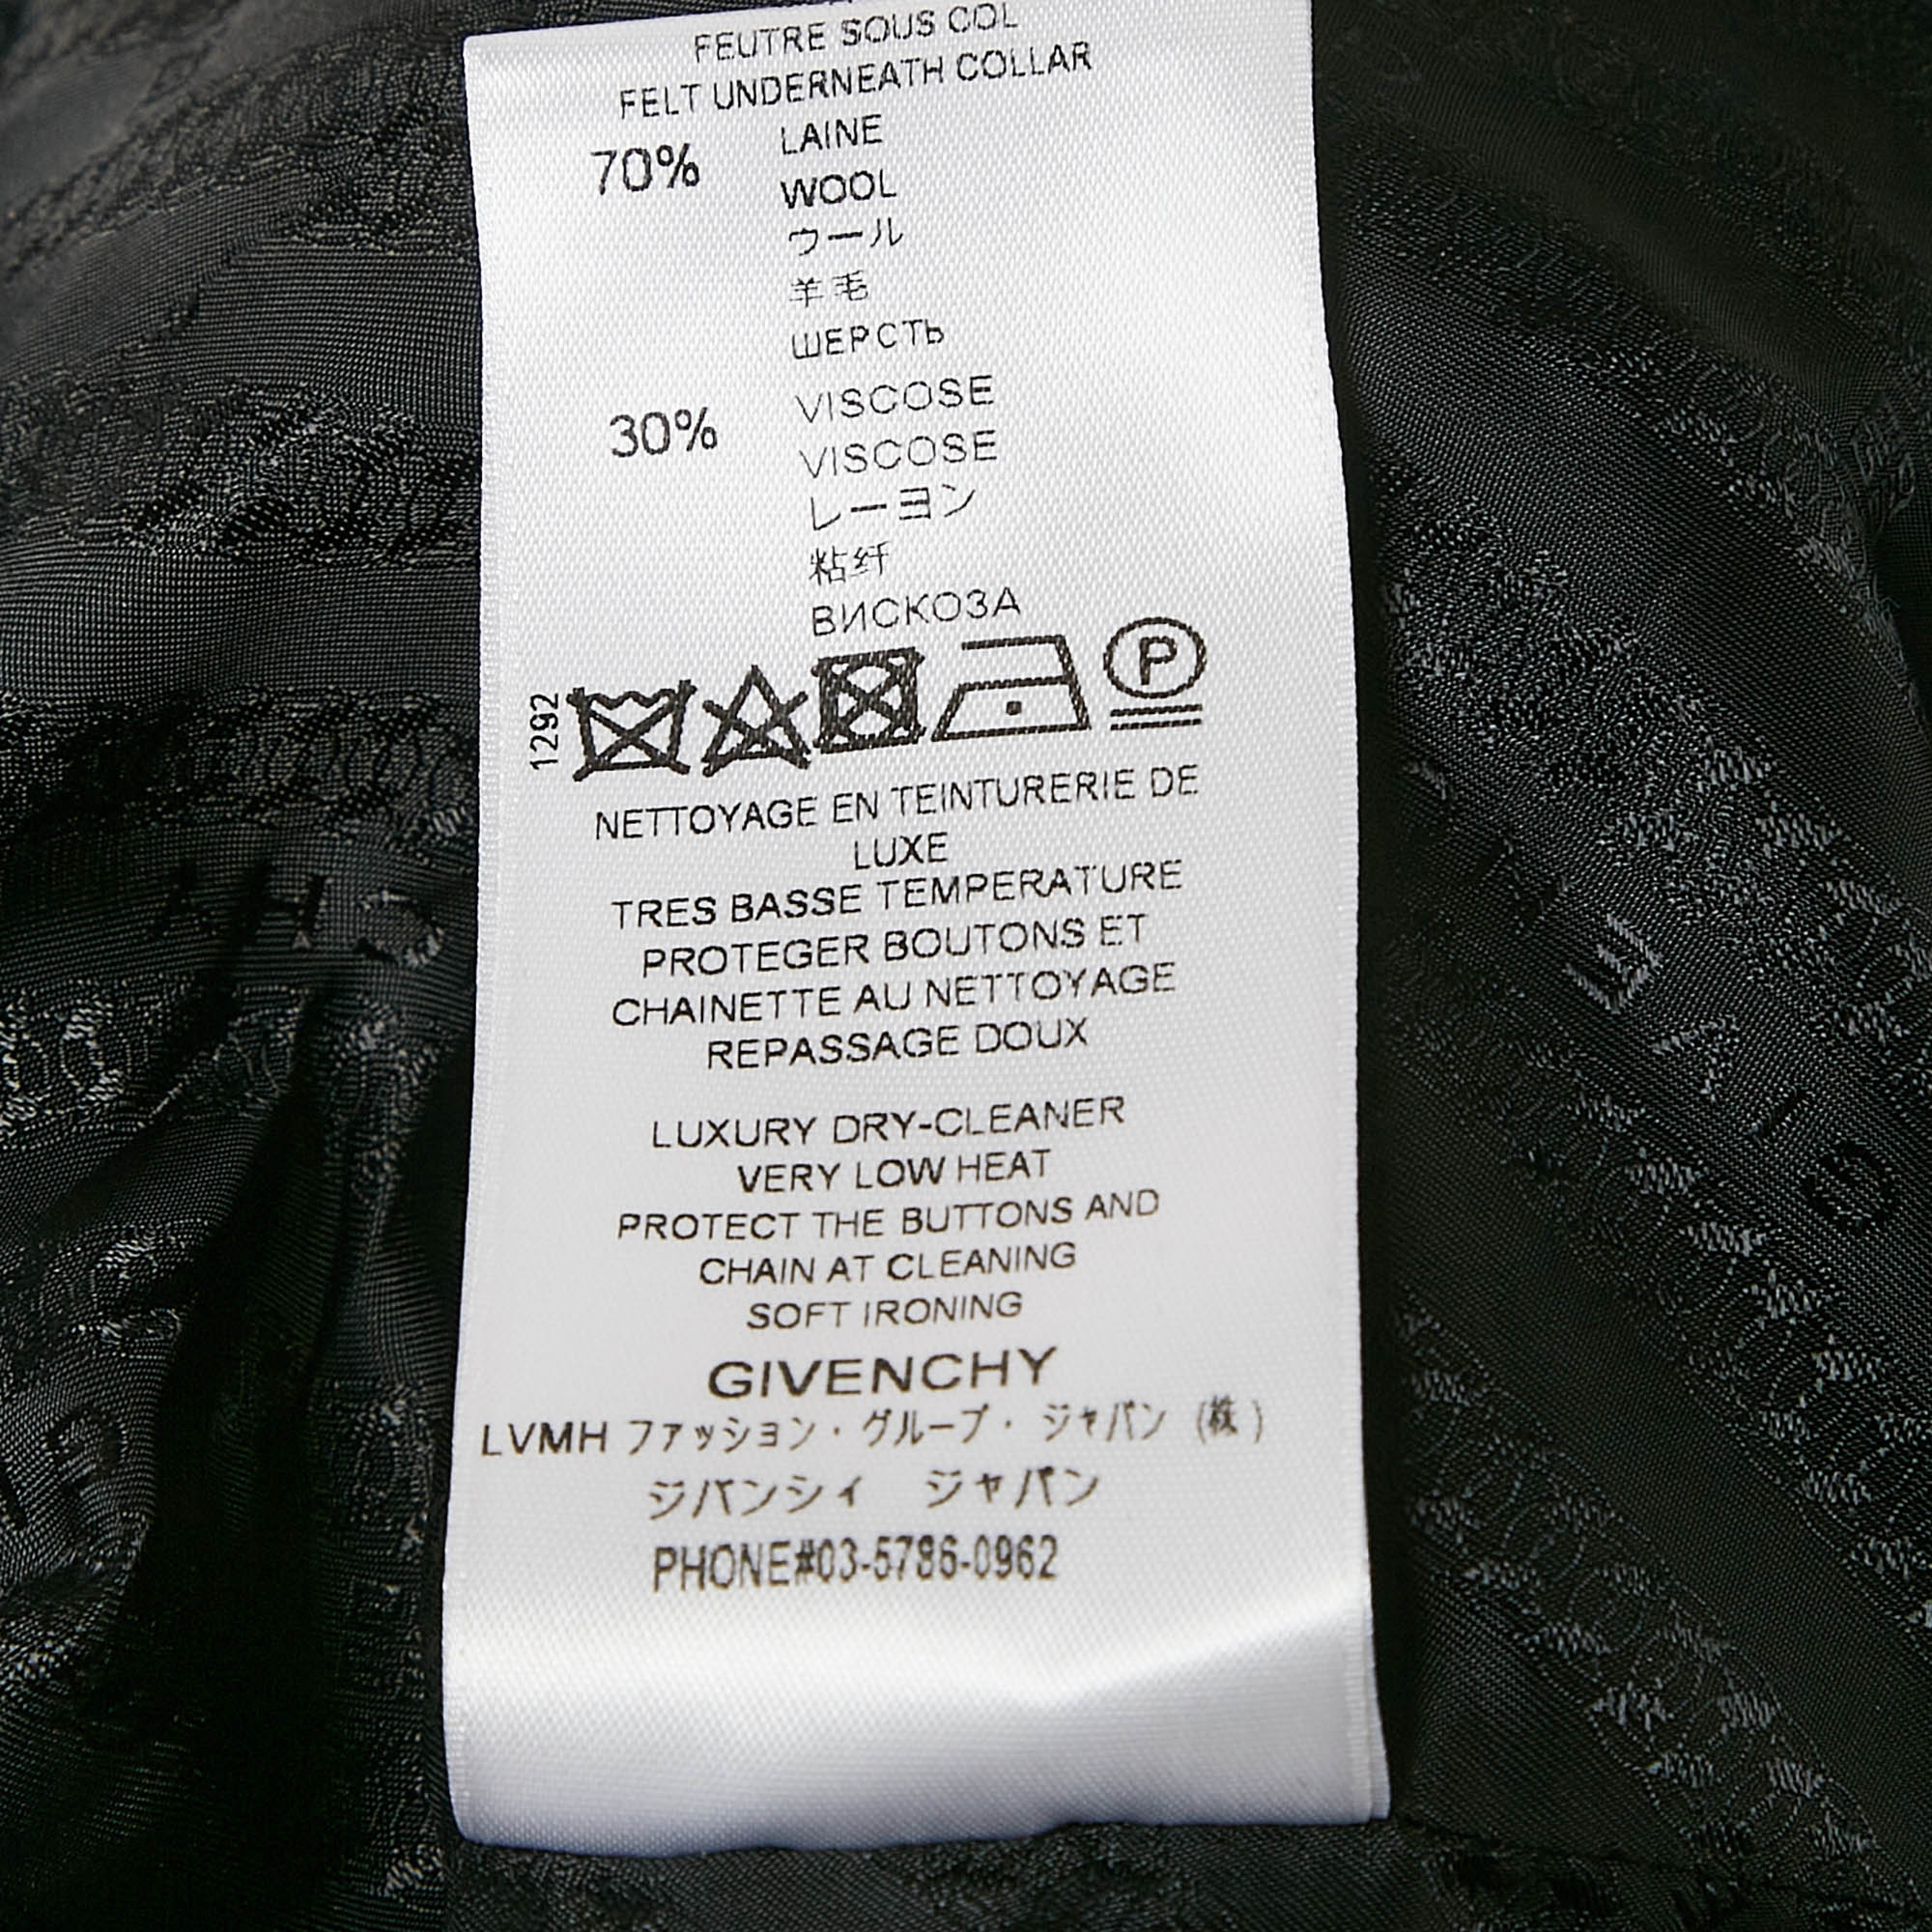 FEUTRE SOUS COL
FELT UNDERNEATH COLLAR
70% LAINE
WOOL
ウール
羊毛
ШЕРСТЬ
30% VISCOSE
VISCOSE
レーヨン
粘纤
ВИСКОЗА
1292
P
NETTOYAGE EN TEINTURERIE DE
LUXE
TRES BASSE TEMPERATURE
PROTEGER BOUTONS ET
CHAINETTE AU NETTOYAGE
REPASSAGE DOUX
LUXURY DRY-CLEANER
VERY LOW HEAT
PROTECT THE BUTTONS AND
CHAIN AT CLEANING
SOFT IRONING
GIVENCHY
LVMH ファッション・グループ・ジャパン (株)
ジバンシィ ジャパン
PHONE#03-5786-0962